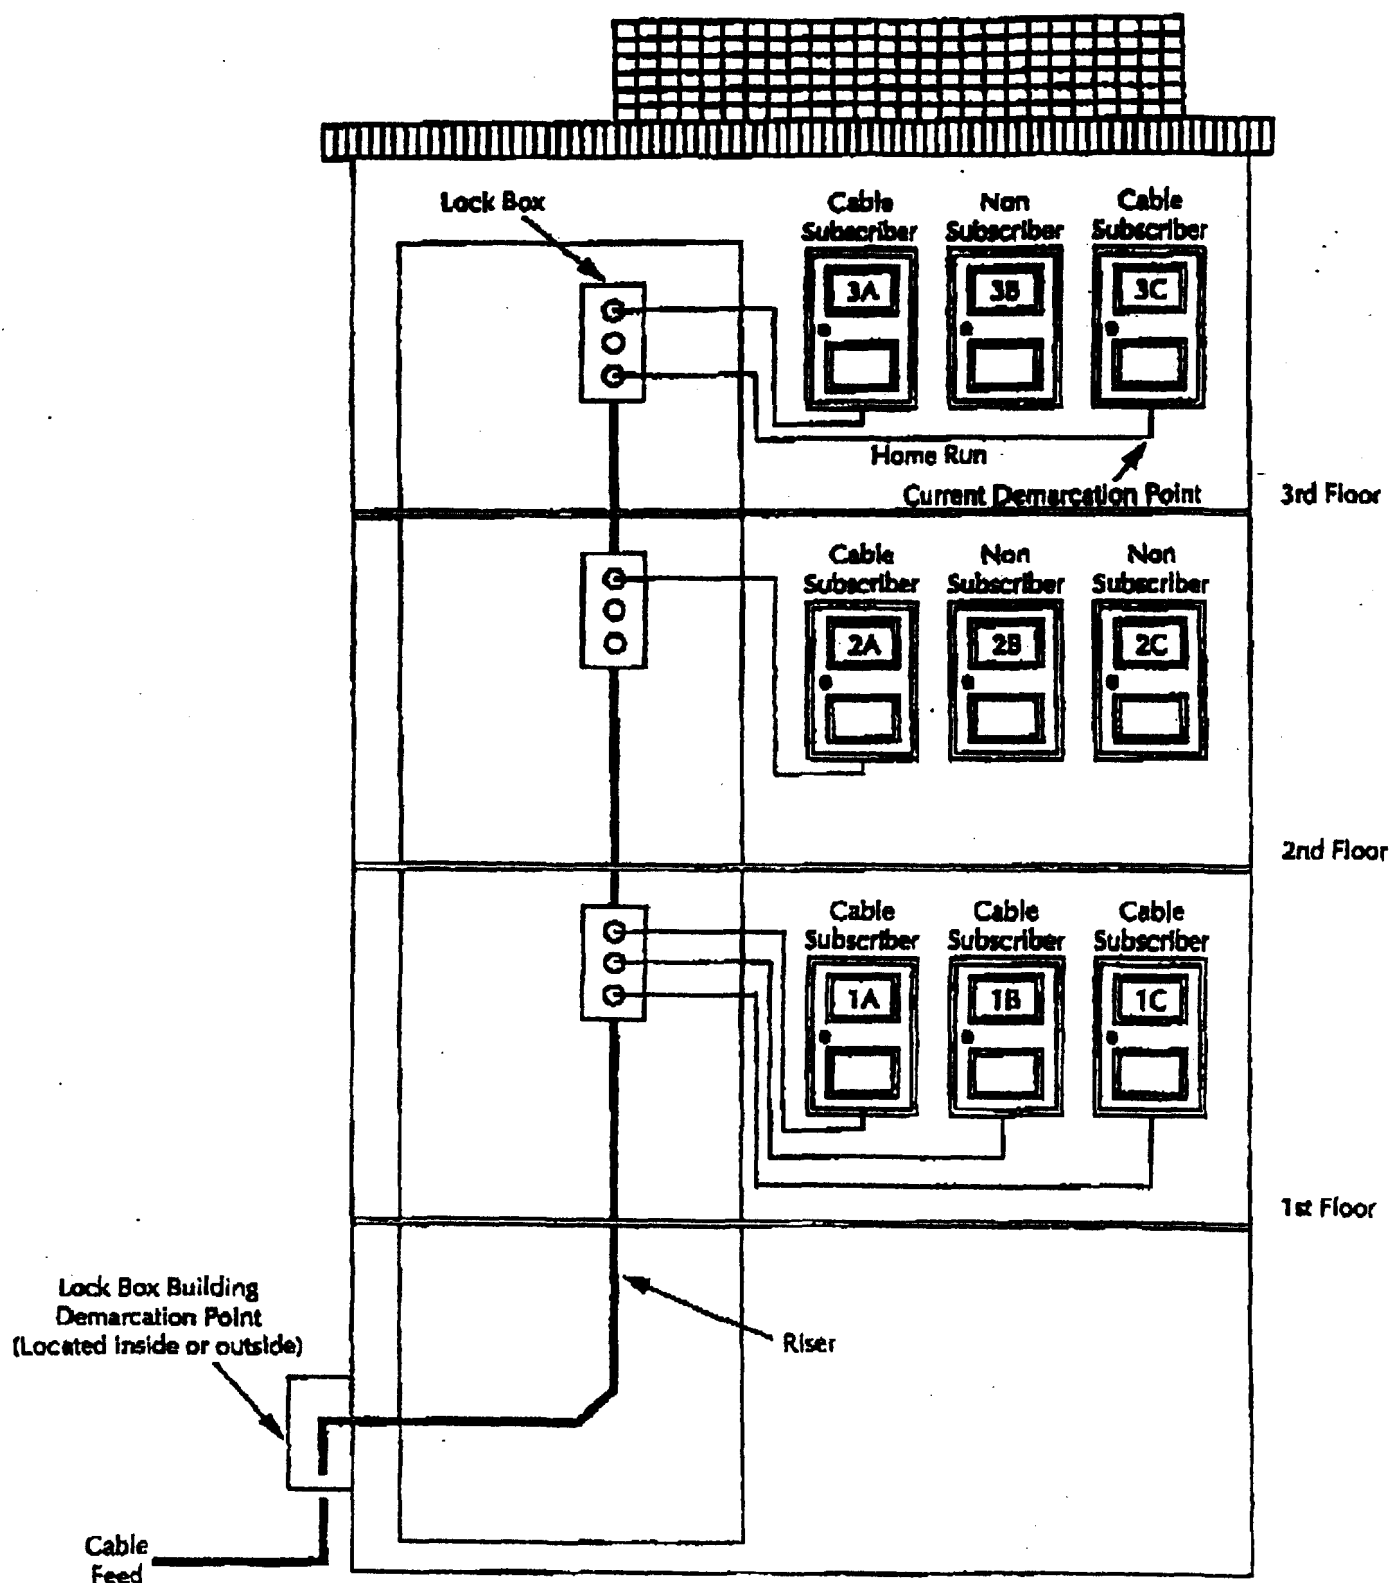 Lock Box
Cable
Subscriber
Non
Subscriber
Cable
Subscriber
3A
3B
3C
Home Run
Current Demarcation Point
3rd Floor
Cable
Subscriber
Non
Subscriber
Non
Subscriber
2A
2B
2C
2nd Floor
Cable
Subscriber
Cable
Subscriber
Cable
Subscriber
1A
1B
1C
1st Floor
Lock Box Building
Demarcation Point
(Located inside or outside)
Riser
Cable
Feed